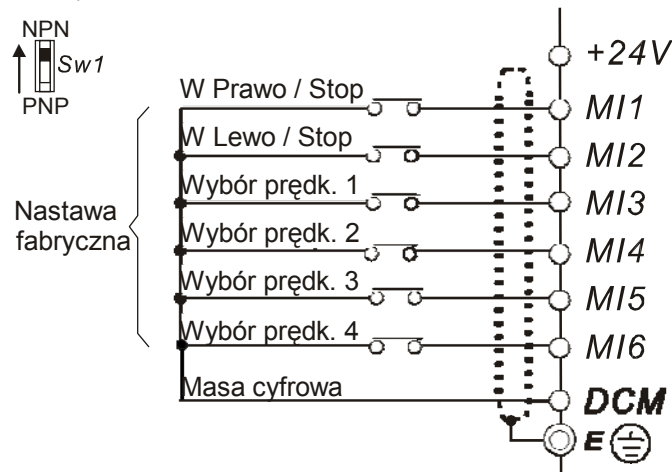 NPN
Sw1
PNP
+24V
W Prawo / Stop
MI1
W Lewo / Stop
MI2
Wybór prędk. 1
MI3
Nastawa
fabryczna
Wybór prędk. 2
MI4
Wybór prędk. 3
MI5
Wybór prędk. 4
MI6
Masa cyfrowa
DCM
E